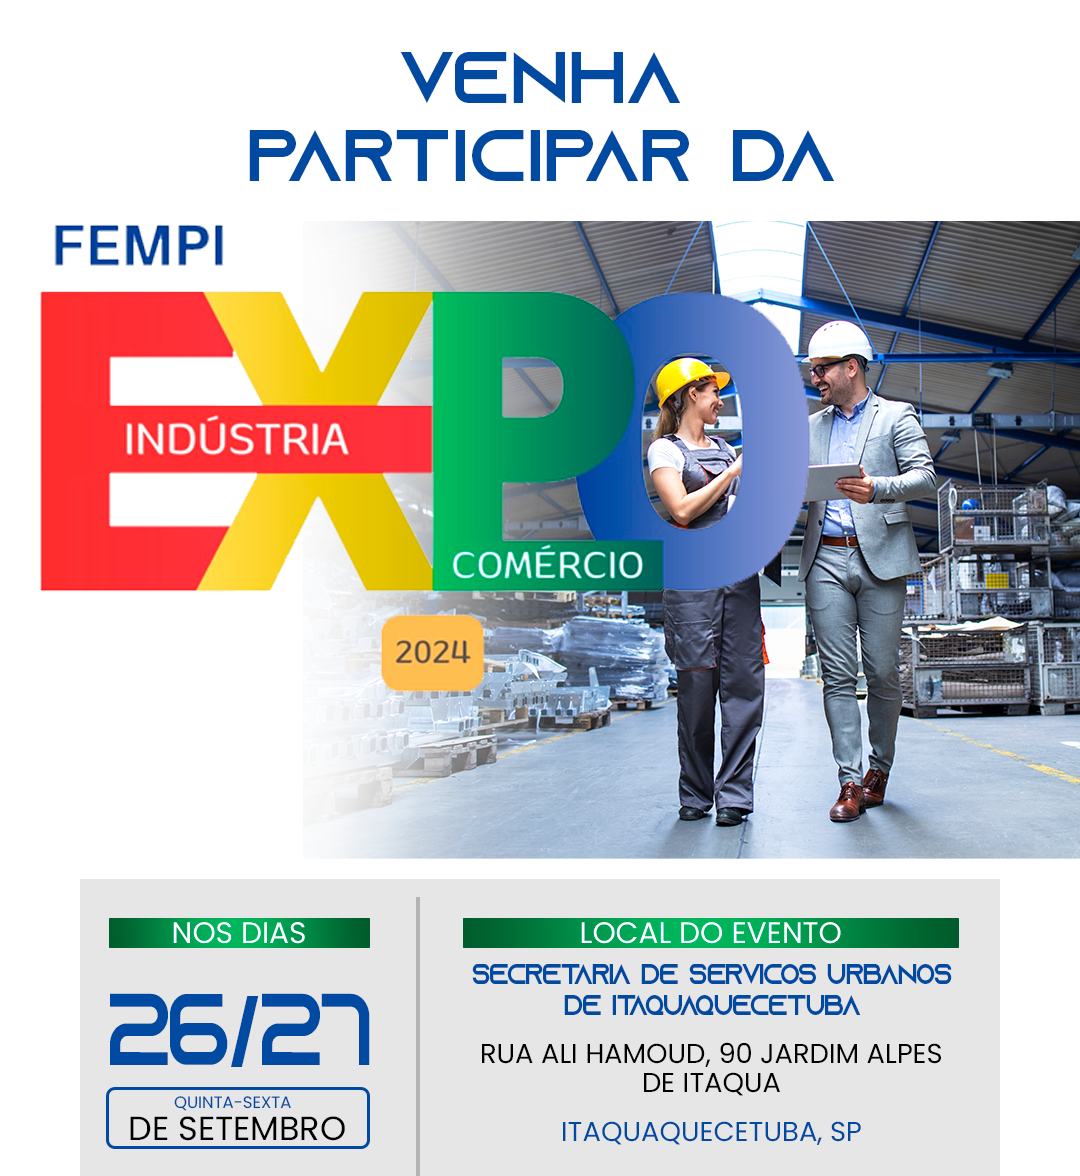 VENHA
PARTICIPAR DA
FEMPI
EXPO
INDÚSTRIA
COMÉRCIO
2024
NOS DIAS
26/27
QUINTA-SEXTA
DE SETEMBRO
LOCAL DO EVENTO
SECRETARIA DE SERVICOS URBANOS
DE ITAQUAQUECETUBA
RUA ALI HAMOUD, 90 JARDIM ALPES
DE ITAQUA
ITAQUAQUECETUBA, SP